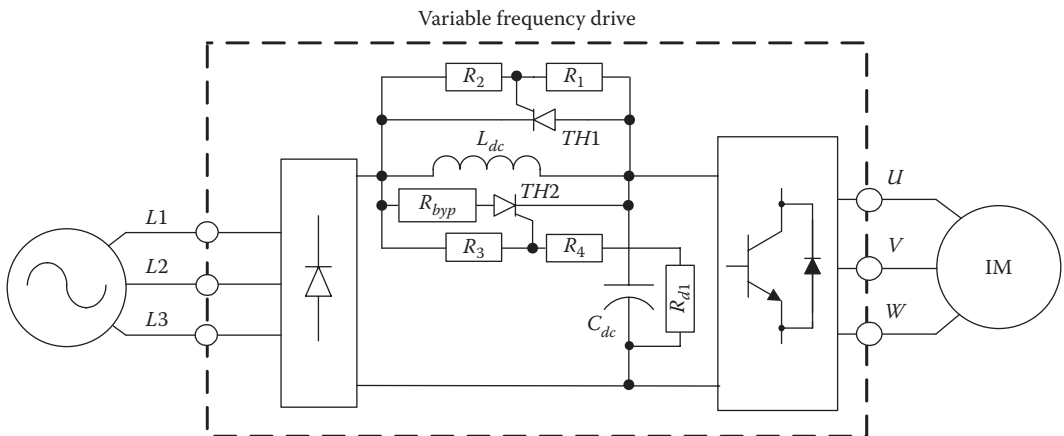 Variable frequency drive
R2
R1
TH1
Ldc
U
Rbyp
TH2
L1
R3
R4
V
IM
L2
Rd1
L3
Cdc
W